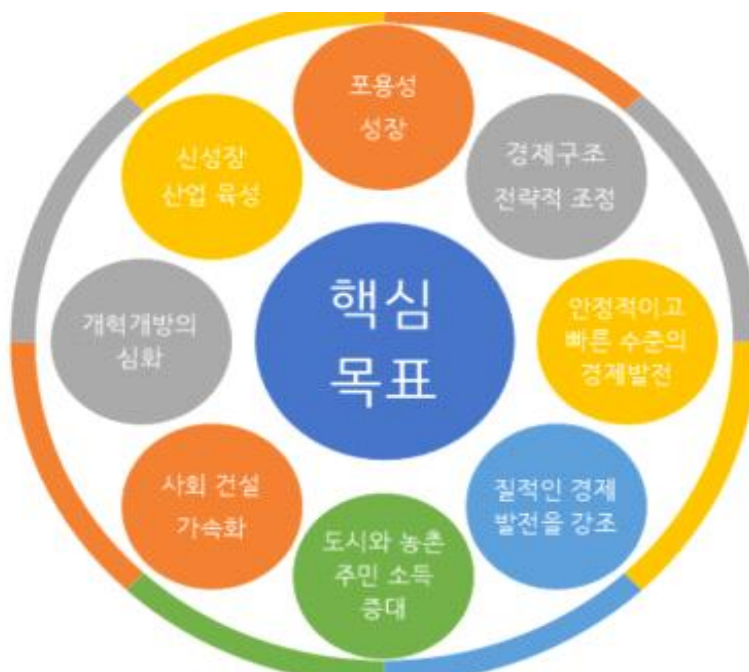 포용성
성장
경제구조
전략적 조정
안정적이고
빠른 수준의
경제발전
질적인 경제
발전을 강조
도시와 농촌
주민 소득
증대
사회 건설
가속화
개혁개방의
심화
신성장
산업 육성
핵심
목표